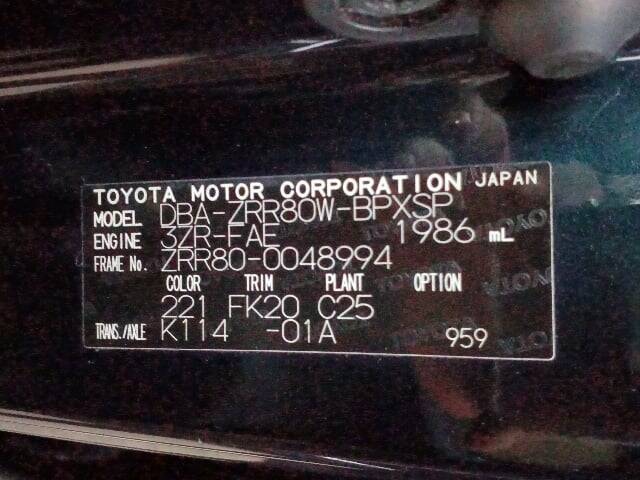 TOYOTA MOTOR CORPORATION JAPAN
MODEL DBA-ZRR80W-BPXSP
ENGINE 3ZR-FAE 1986 mL
FRAME No. ZRR80-0048994
COLOR TRIM PLANT OPTION
221 FK20 C25
TRANS./AXLE K114 -01A 959